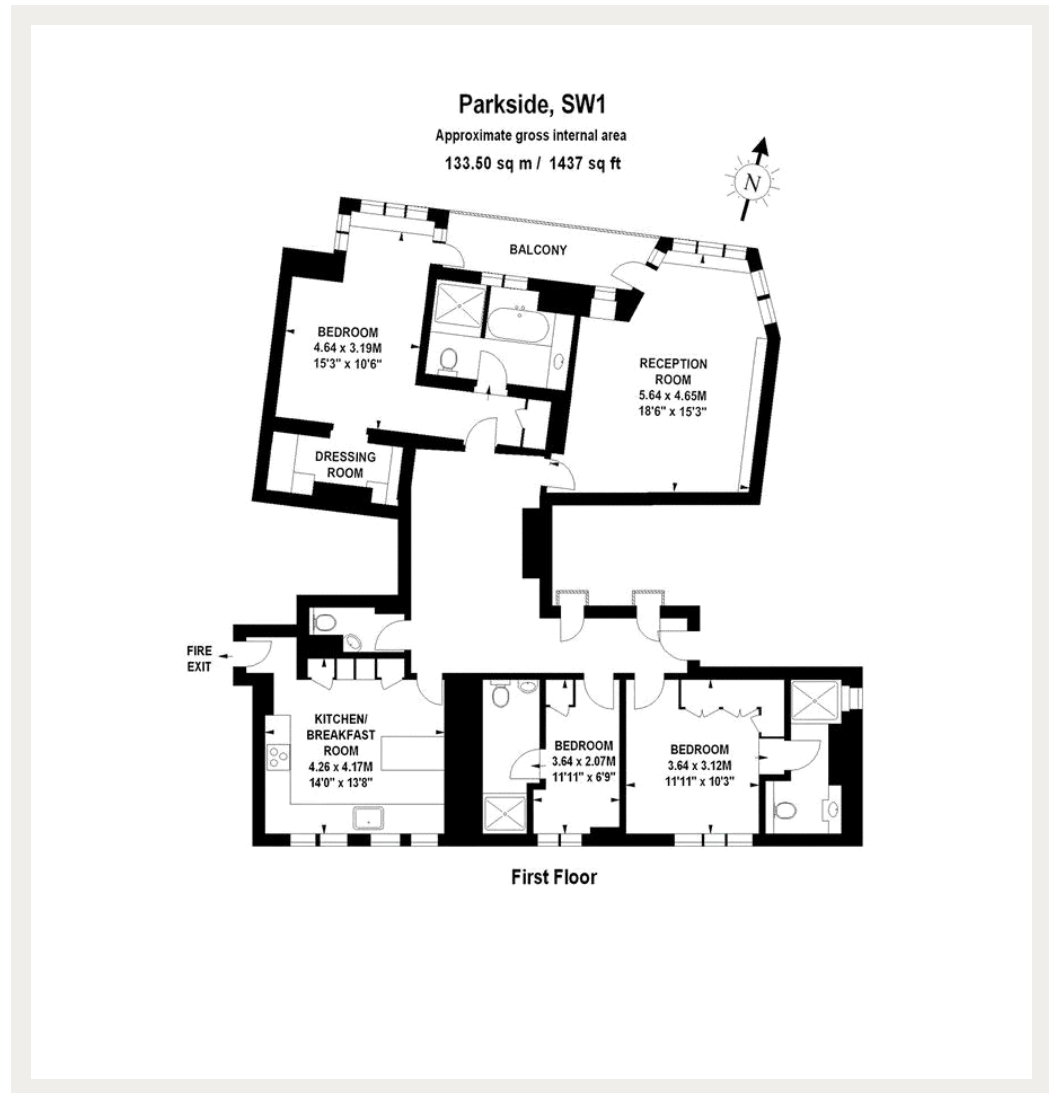 Parkside, SW1
Approximate gross internal area
133.50 sq m / 1437 sq ft
N
BALCONY
BEDROOM
4.64 x 3.19M
15'3" x 10'6"
RECEPTION
ROOM
5.64 x 4.65M
18'6" x 15'3"
DRESSING
ROOM
FIRE
EXIT
KITCHEN/
BREAKFAST
ROOM
4.26 x 4.17M
14'0" x 13'8"
BEDROOM
3.64 x 2.07M
11'11" x 6'9"
BEDROOM
3.64 x 3.12M
11'11" x 10'3"
First Floor